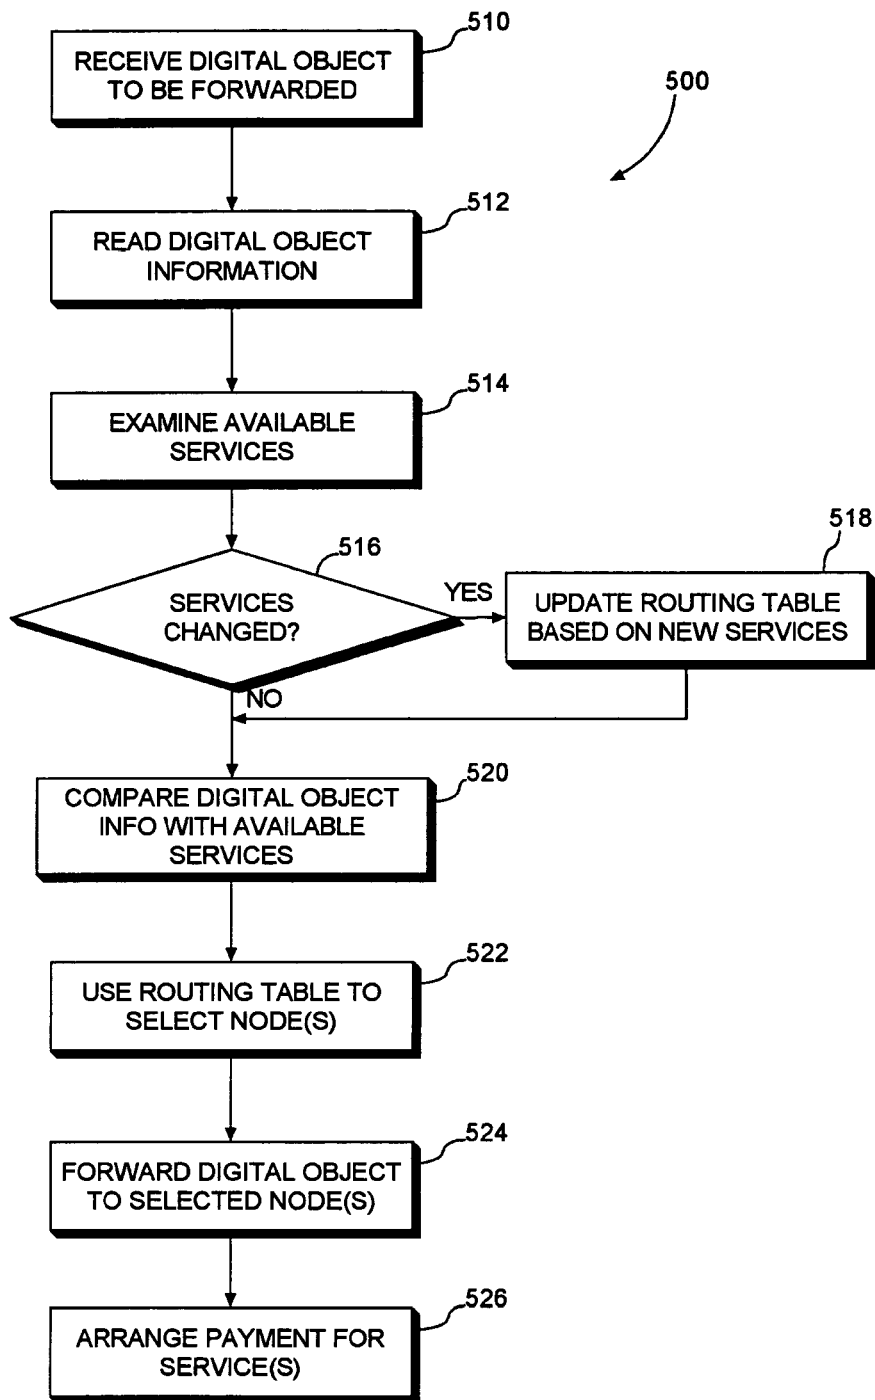 510
RECEIVE DIGITAL OBJECT
TO BE FORWARDED
500
512
READ DIGITAL OBJECT
INFORMATION
514
EXAMINE AVAILABLE
SERVICES
516
SERVICES
CHANGED?
YES
518
UPDATE ROUTING TABLE
BASED ON NEW SERVICES
NO
520
COMPARE DIGITAL OBJECT
INFO WITH AVAILABLE
SERVICES
522
USE ROUTING TABLE TO
SELECT NODE(S)
524
FORWARD DIGITAL OBJECT
TO SELECTED NODE(S)
526
ARRANGE PAYMENT FOR
SERVICE(S)